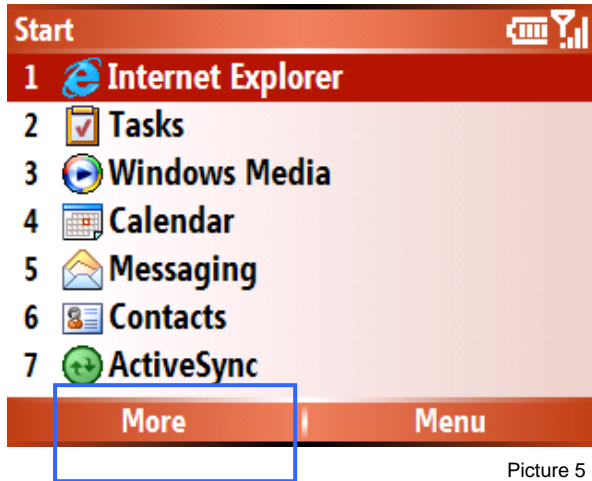 Start
1 Internet Explorer
2 Tasks
3 Windows Media
4 Calendar
5 Messaging
6 Contacts
7 ActiveSync
More Menu
Picture 5